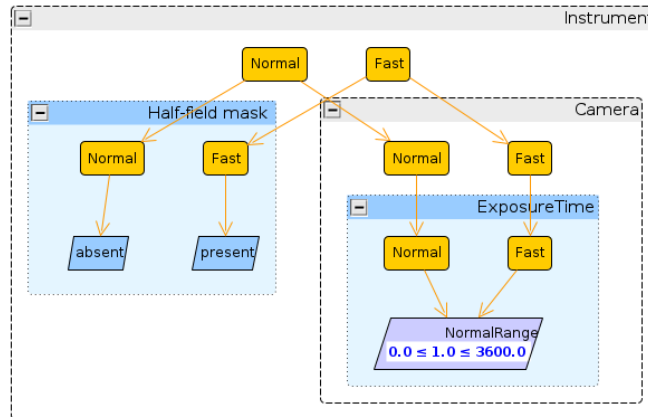 Instrument
Normal
Fast
Half-field mask
Camera
Normal
Fast
Normal
Fast
ExposureTime
absent
present
Normal
Fast
NormalRange
0.0 ≤ 1.0 ≤ 3600.0